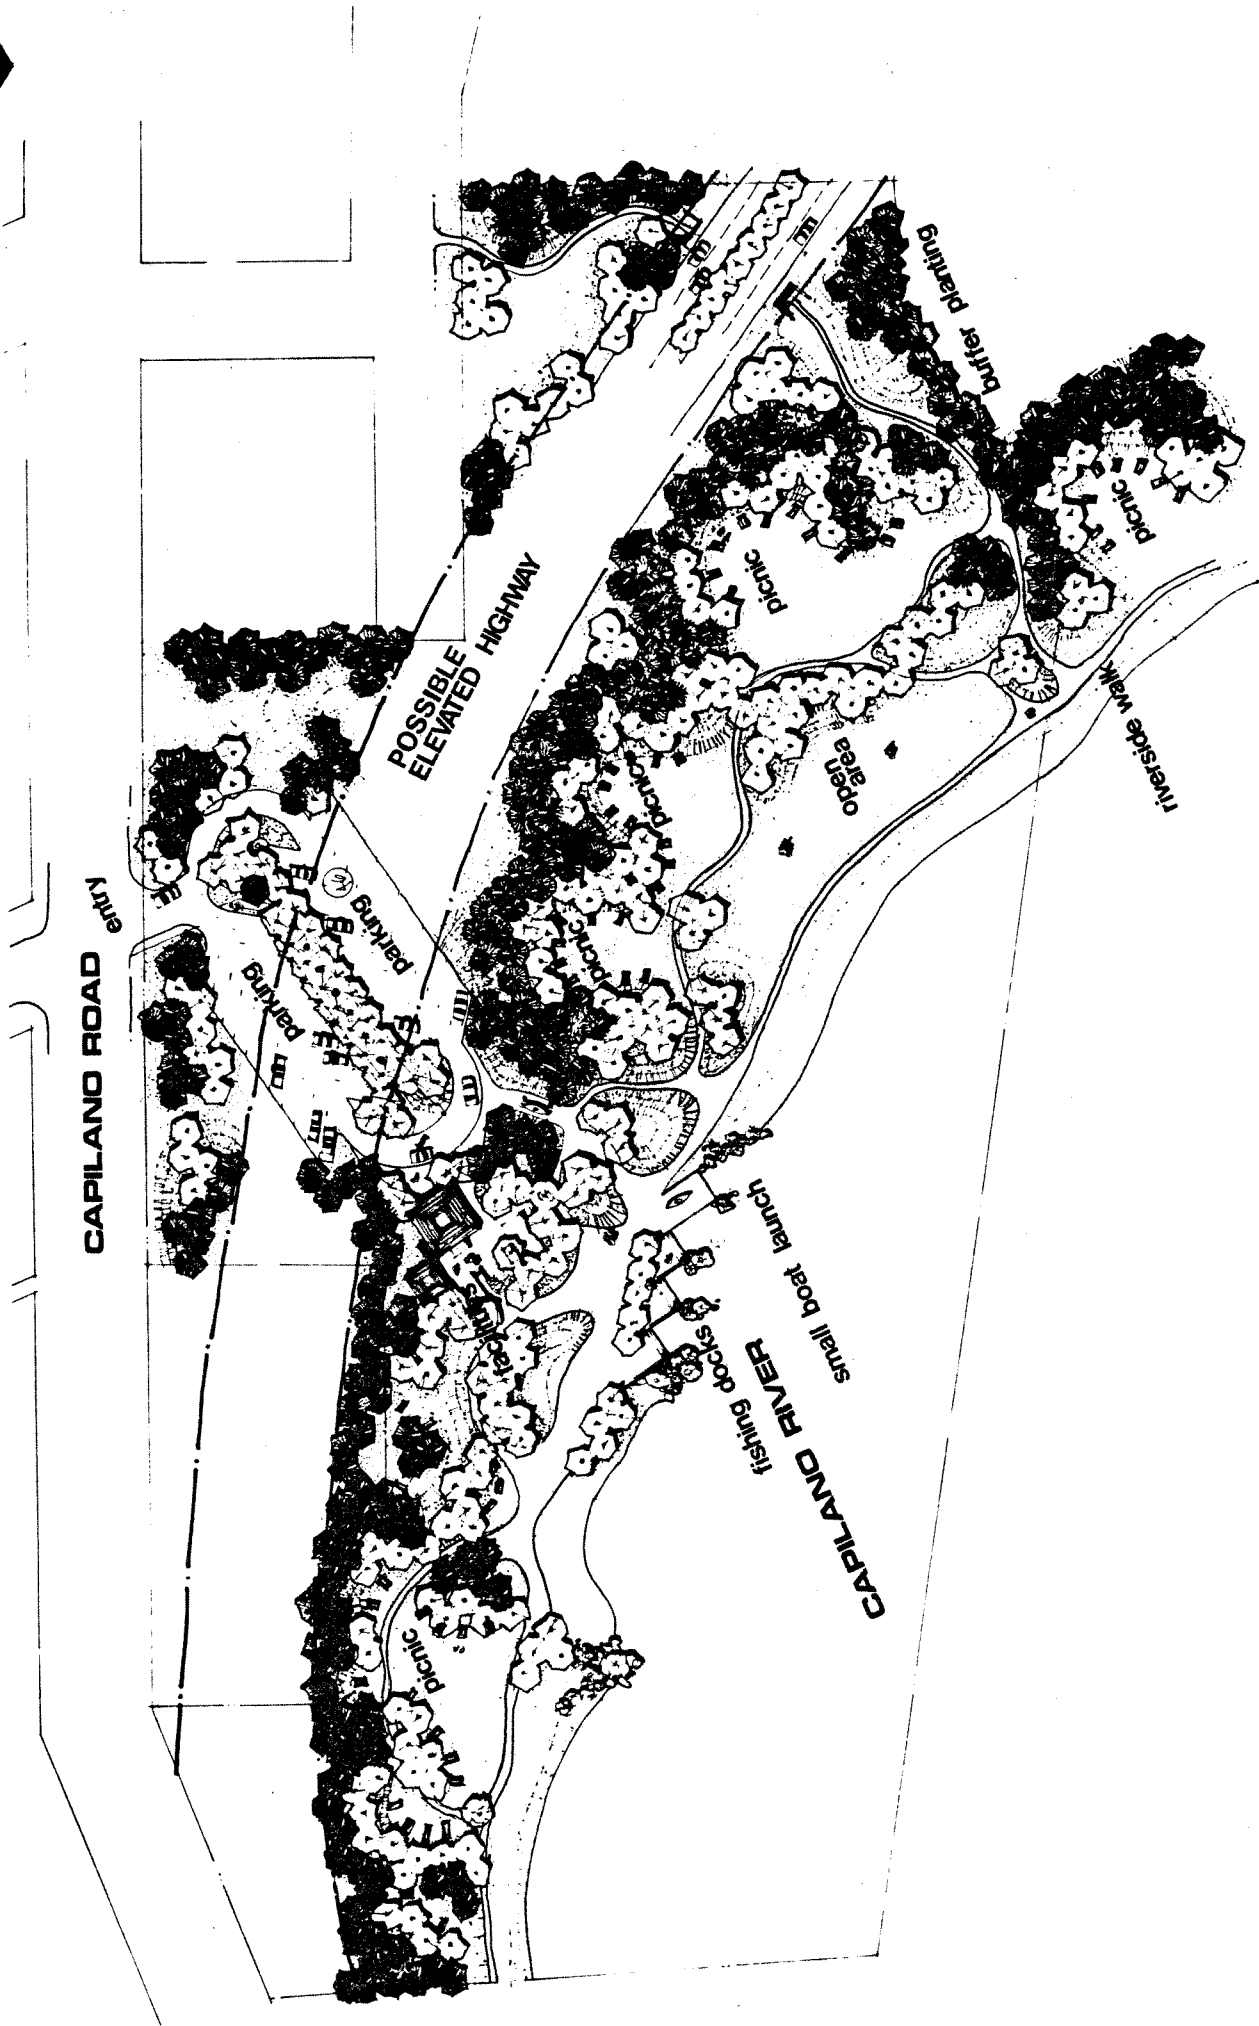 CAPILANO ROAD
entry
parking
parking
POSSIBLE
ELEVATED HIGHWAY
buffer planting
picnic
picnic
picnic
picnic
open
area
riverside walk
facilities
small boat launch
fishing docks
CAPILANO RIVER
picnic